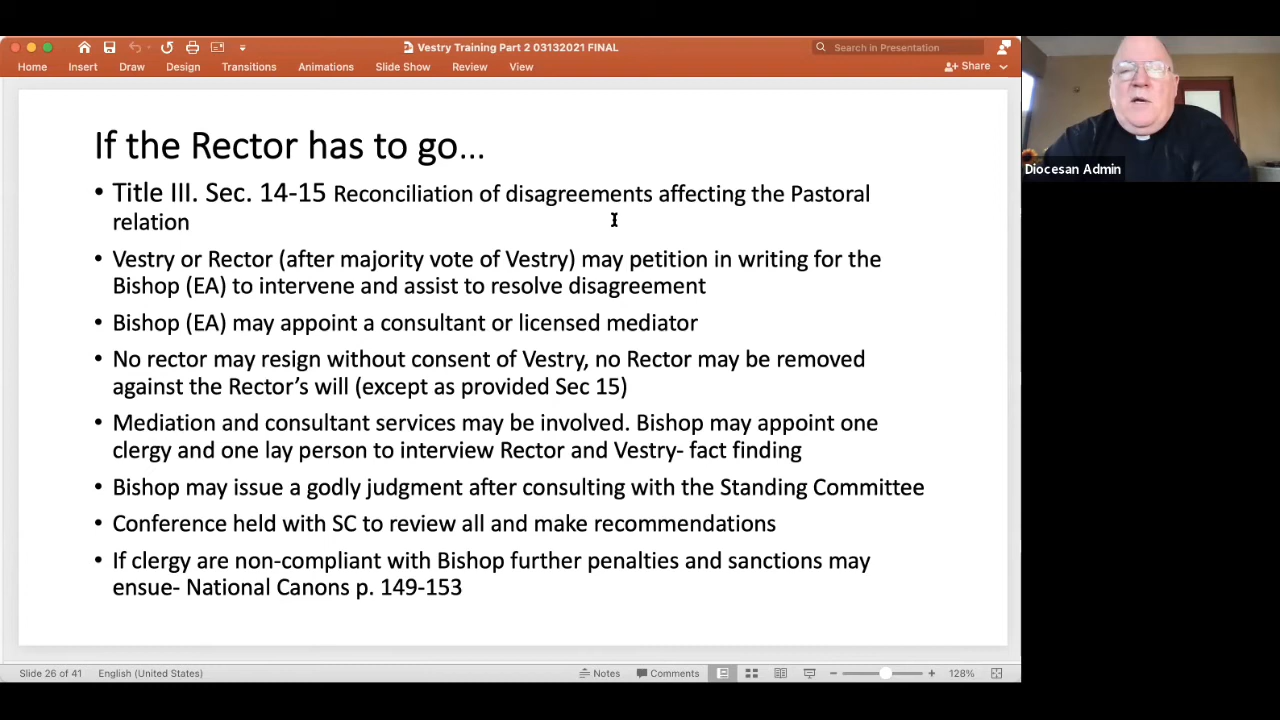 Vestry Training Part 2 03132021 FINAL
Search in Presentation
Home Insert Draw Design Transitions Animations Slide Show Review View
Share
If the Rector has to go...
• Title III. Sec. 14-15 Reconciliation of disagreements affecting the Pastoral
relation
• Vestry or Rector (after majority vote of Vestry) may petition in writing for the
Bishop (EA) to intervene and assist to resolve disagreement
• Bishop (EA) may appoint a consultant or licensed mediator
• No rector may resign without consent of Vestry, no Rector may be removed
against the Rector's will (except as provided Sec 15)
• Mediation and consultant services may be involved. Bishop may appoint one
clergy and one lay person to interview Rector and Vestry- fact finding
• Bishop may issue a godly judgment after consulting with the Standing Committee
• Conference held with SC to review all and make recommendations
• If clergy are non-compliant with Bishop further penalties and sanctions may
ensue- National Canons p. 149-153
Slide 26 of 41 English (United States) Notes Comments 128%
Diocesan Admin